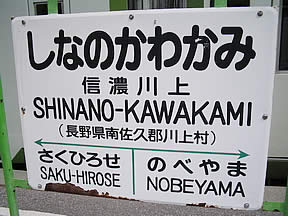 しなのかわかみ
信濃川上
SHINANO-KAWAKAMI
(長野県南佐久郡川上村)
さくひろせ のべやま
SAKU-HIROSE NOBEYAMA